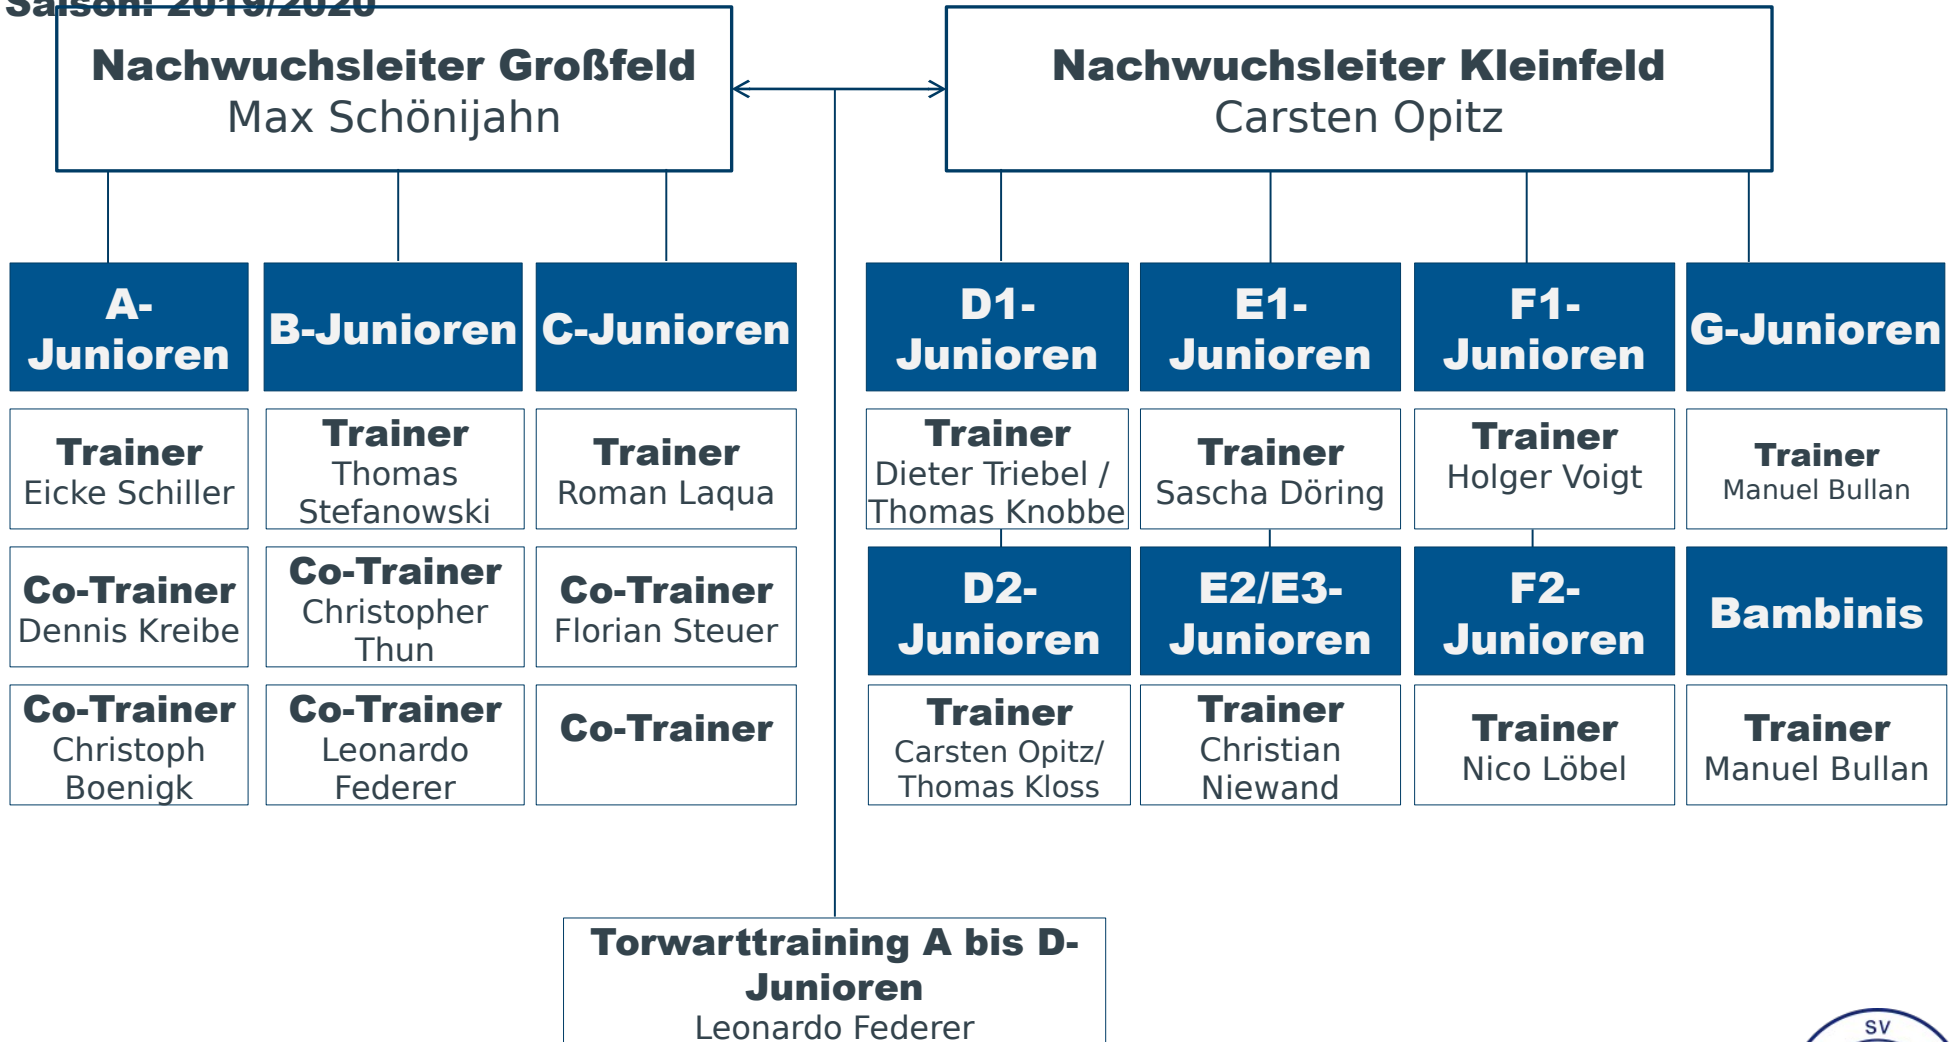 Saison: 2019/2020
Nachwuchsleiter Großfeld
Max Schönijahn
Nachwuchsleiter Kleinfeld
Carsten Opitz
A-
Junioren
B-Junioren
C-Junioren
D1-
Junioren
E1-
Junioren
F1-
Junioren
G-Junioren
Trainer
Eicke Schiller
Trainer
Thomas
Stefanowski
Trainer
Roman Laqua
Trainer
Dieter Triebel /
Thomas Knobbe
Trainer
Sascha Döring
Trainer
Holger Voigt
Trainer
Manuel Bullan
Co-Trainer
Dennis Kreibe
Co-Trainer
Christopher
Thun
Co-Trainer
Florian Steuer
D2-
Junioren
E2/E3-
Junioren
F2-
Junioren
Bambinis
Co-Trainer
Christoph
Boenigk
Co-Trainer
Leonardo
Federer
Co-Trainer
Trainer
Carsten Opitz/
Thomas Kloss
Trainer
Christian
Niewand
Trainer
Nico Löbel
Trainer
Manuel Bullan
Torwarttraining A bis D-
Junioren
Leonardo Federer
SV